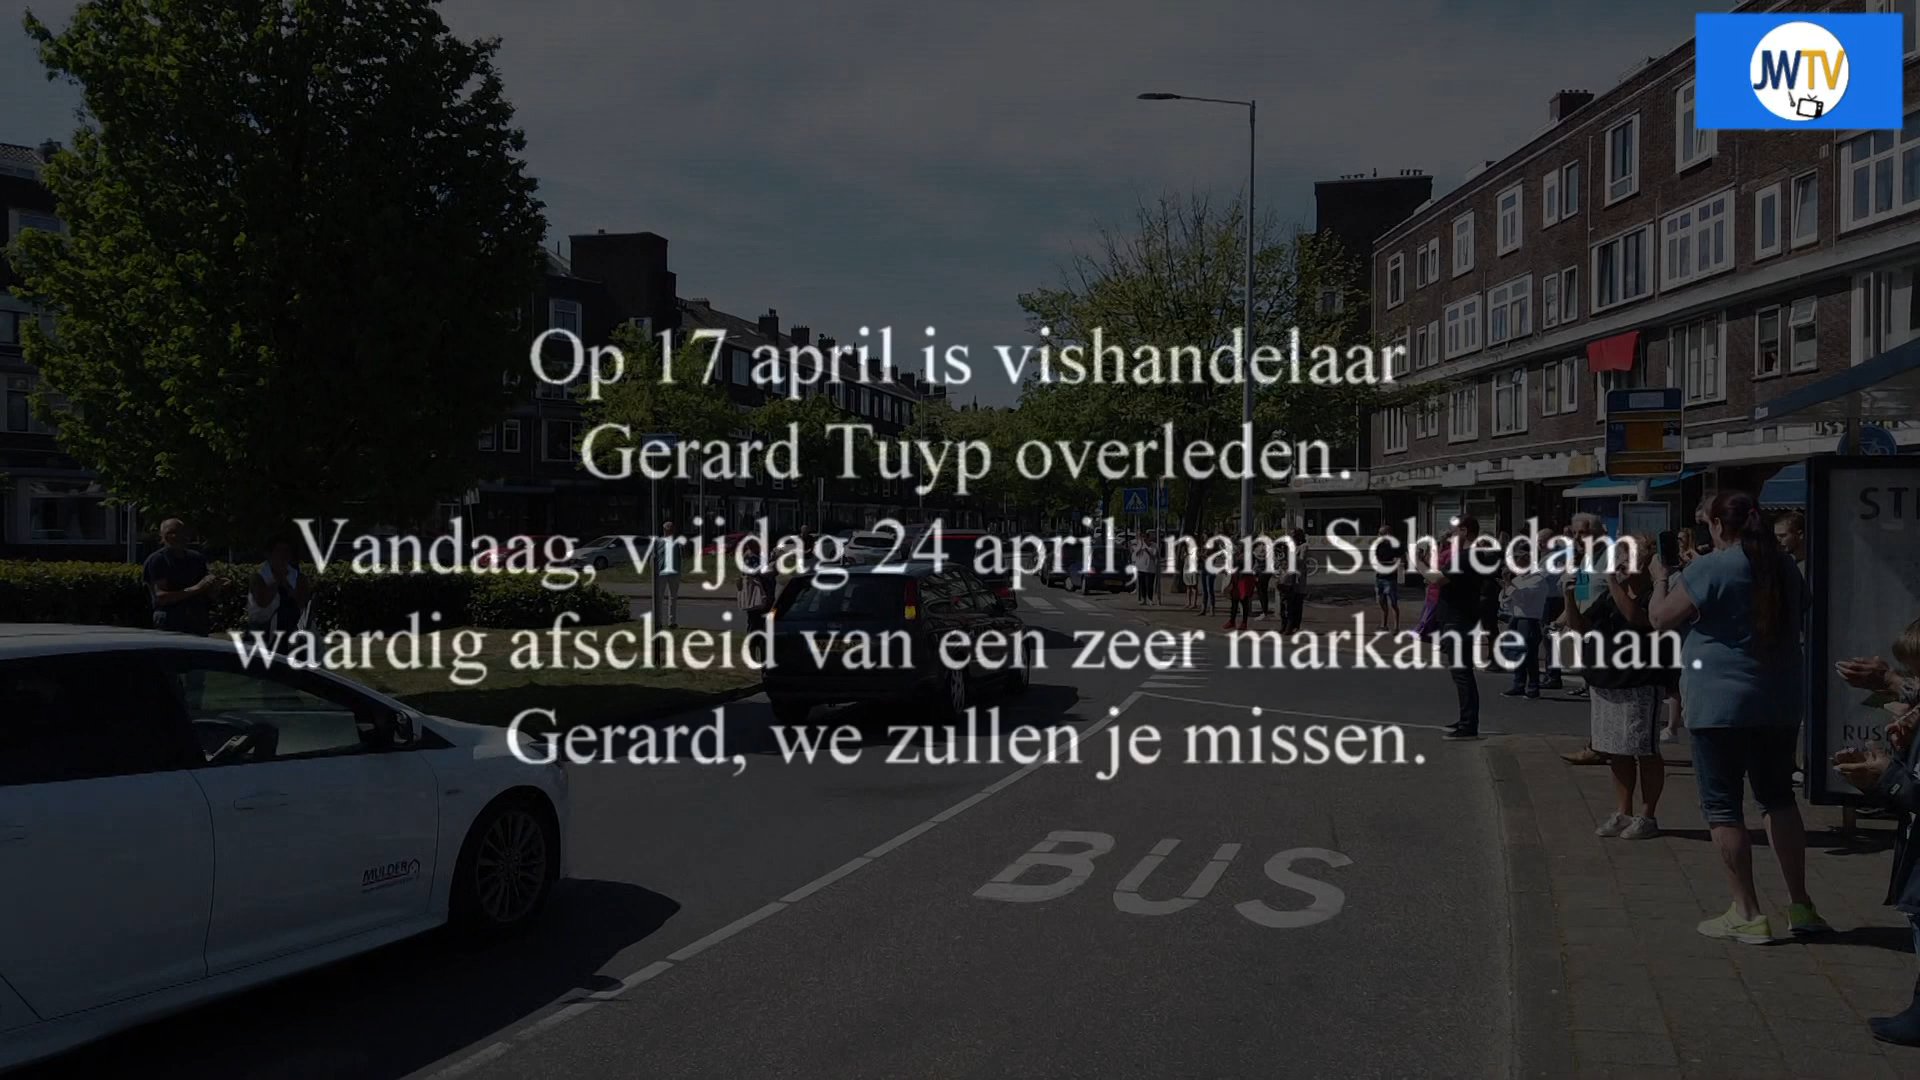 JWTV
Op 17 april is vishandelaar
Gerard Tuyp overleden.
Vandaag, vrijdag 24 april, nam Schiedam
waardig afscheid van een zeer markante man.
Gerard, we zullen je missen.
MULDER
BUS